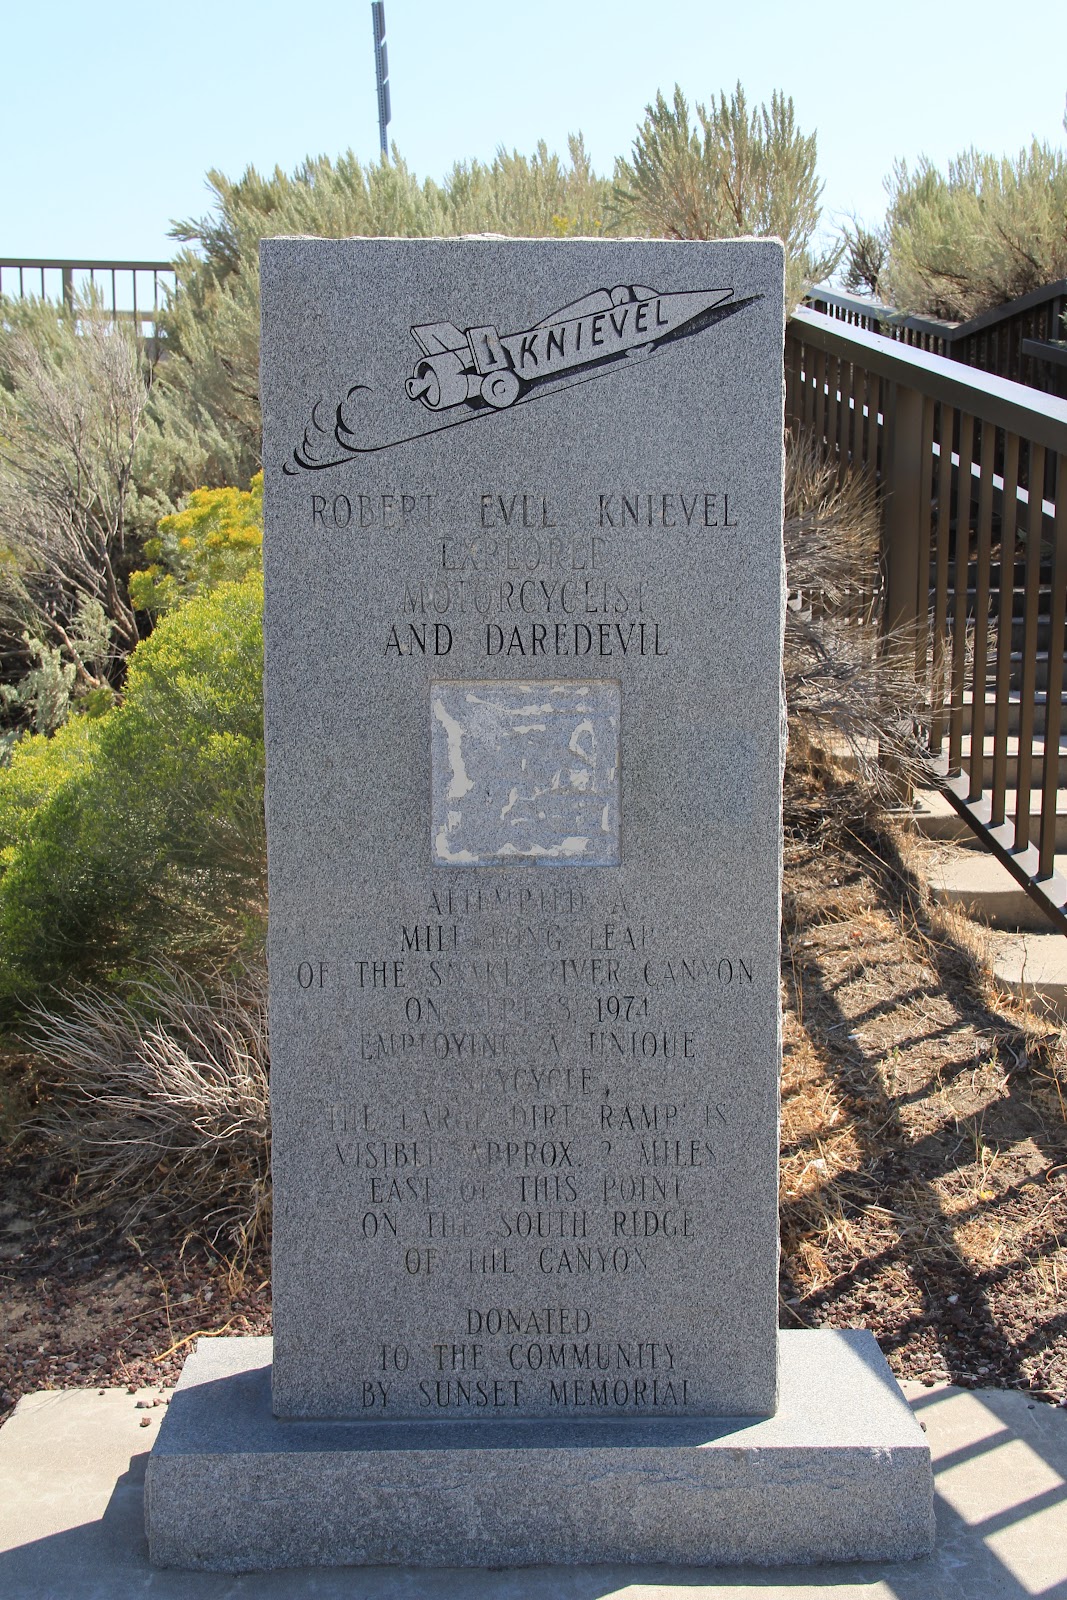 KNIEVEL
1
ROBERT EVEL KNIEVEL
EXPLORER
MOTORCYCLIST
AND DAREDEVIL
ATTEMPTED A
MILE LONG LEAP
OF THE SNAKE RIVER CANYON
ON SEPT 8 1974
EMPLOYING A UNIQUE
SKYCYCLE,
THE LARGE DIRT RAMP IS
VISIBLE APPROX. 2 MILES
EAST OF THIS POINT
ON THE SOUTH RIDGE
OF THE CANYON
DONATED
TO THE COMMUNITY
BY SUNSET MEMORIAL